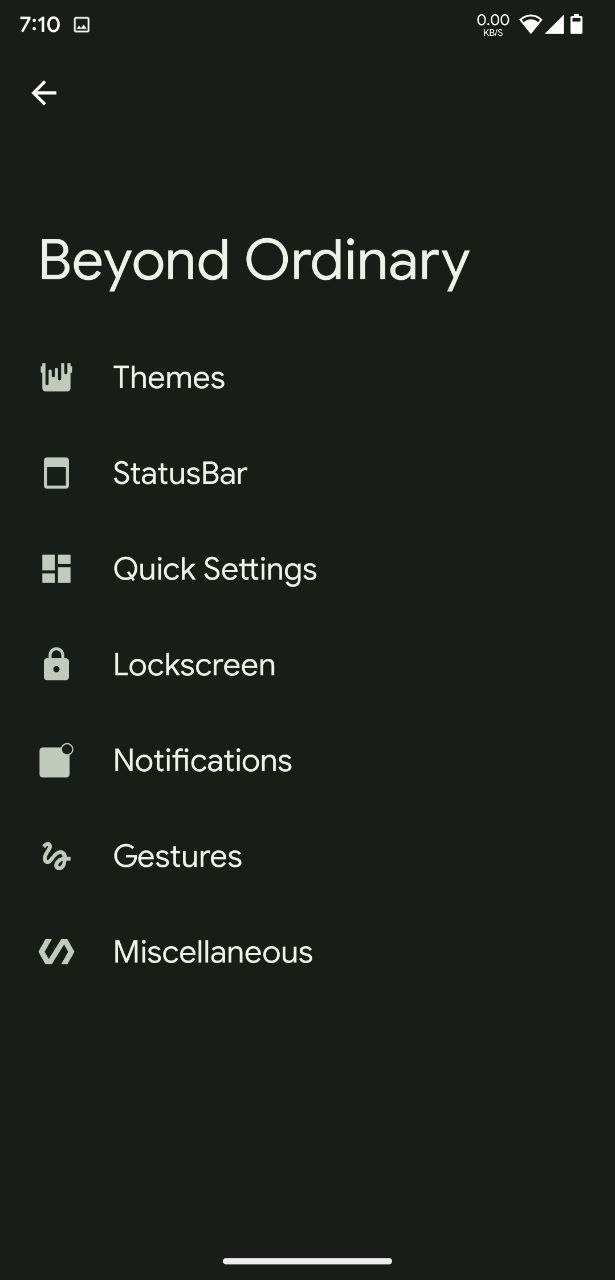 7:10
0.00
KB/S
Beyond Ordinary
Themes
StatusBar
Quick Settings
Lockscreen
Notifications
Gestures
Miscellaneous